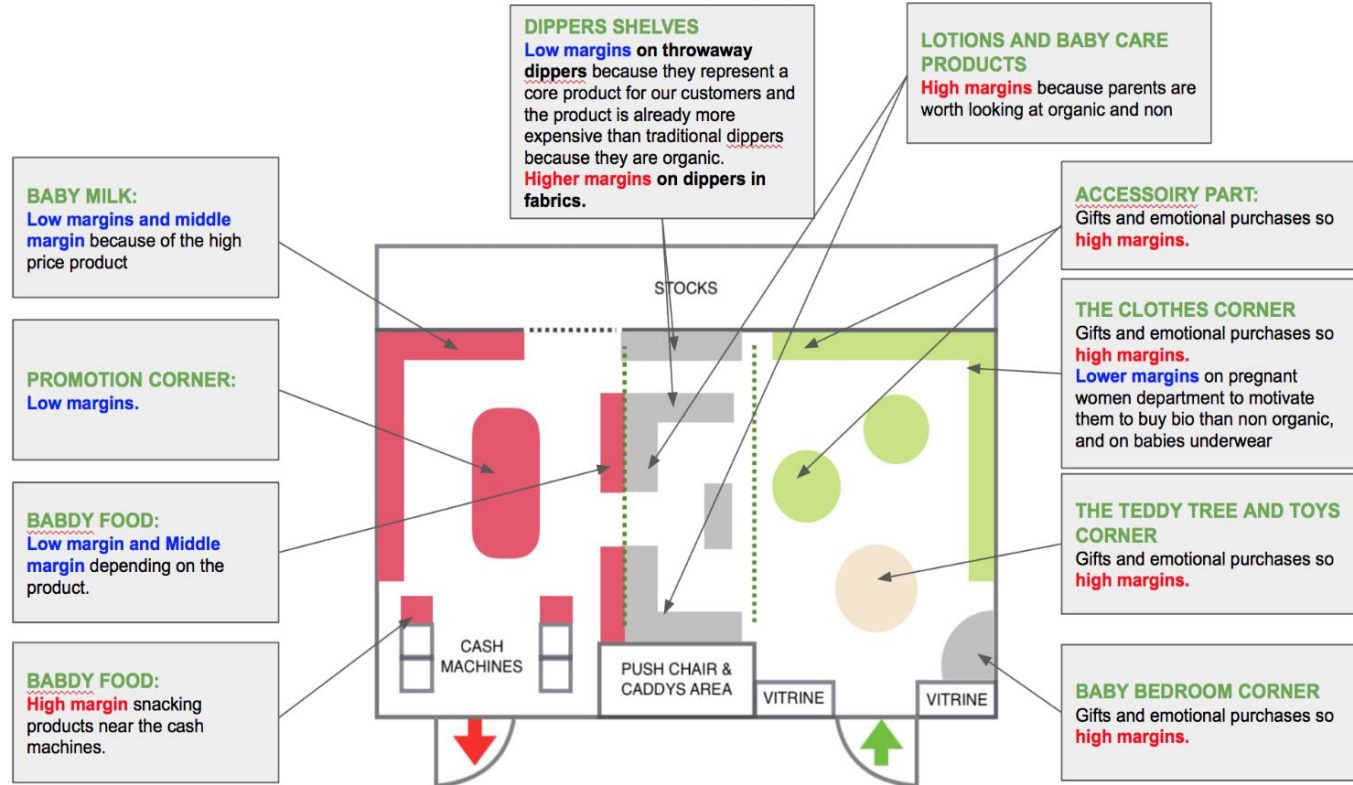 DIPPERS SHELVES
Low margins on throwaway
dippers because they represent a
core product for our customers and
the product is already more
expensive than traditional dippers
because they are organic.
Higher margins on dippers in
fabrics.
LOTIONS AND BABY CARE
PRODUCTS
High margins because parents are
worth looking at organic and non
BABY MILK:
Low margins and middle
margin because of the high
price product
PROMOTION CORNER:
Low margins.
BABDY FOOD:
Low margin and Middle
margin depending on the
product.
BABDY FOOD:
High margin snacking
products near the cash
machines.
ACCESSOIRY PART:
Gifts and emotional purchases so
high margins.
THE CLOTHES CORNER
Gifts and emotional purchases so
high margins.
Lower margins on pregnant
women department to motivate
them to buy bio than non organic,
and on babies underwear
THE TEDDY TREE AND TOYS
CORNER
Gifts and emotional purchases so
high margins.
BABY BEDROOM CORNER
Gifts and emotional purchases so
high margins.
STOCKS
CASH
MACHINES
PUSH CHAIR &
CADDYS AREA
VITRINE
VITRINE